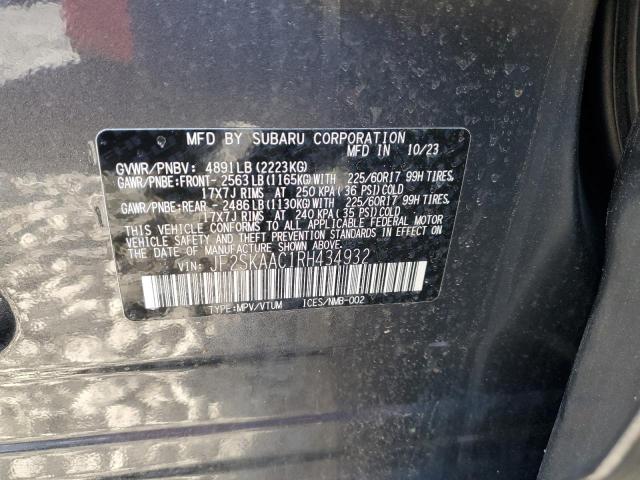 MFD BY SUBARU CORPORATION
MFD IN 10/23
GVWR/PNBV: 4891LB(2223KG)
GAWR/PNBE:FRONT-2563LB(1165KG)WITH 225/60R17 99H TIRES,
17X7J RIMS AT 250 KPA(36 PSI)COLD
GAWR/PNBE:REAR -2486LB(1130KG)WITH 225/60R17 99H TIRES,
17X7J RIMS AT 240 KPA(35 PSI)COLD
THIS VEHICLE CONFORMS TO ALL APPLICABLE FEDERAL MOTOR
VEHICLE SAFETY AND THEFT PREVENTION STANDARDS IN EFFECT ON
THE DATE OF MANUFACTURE SHOWN ABOVE.
VIN: JF2SKAAC1RH434932
TYPE:MPV/VTUM ICES/NMB-002